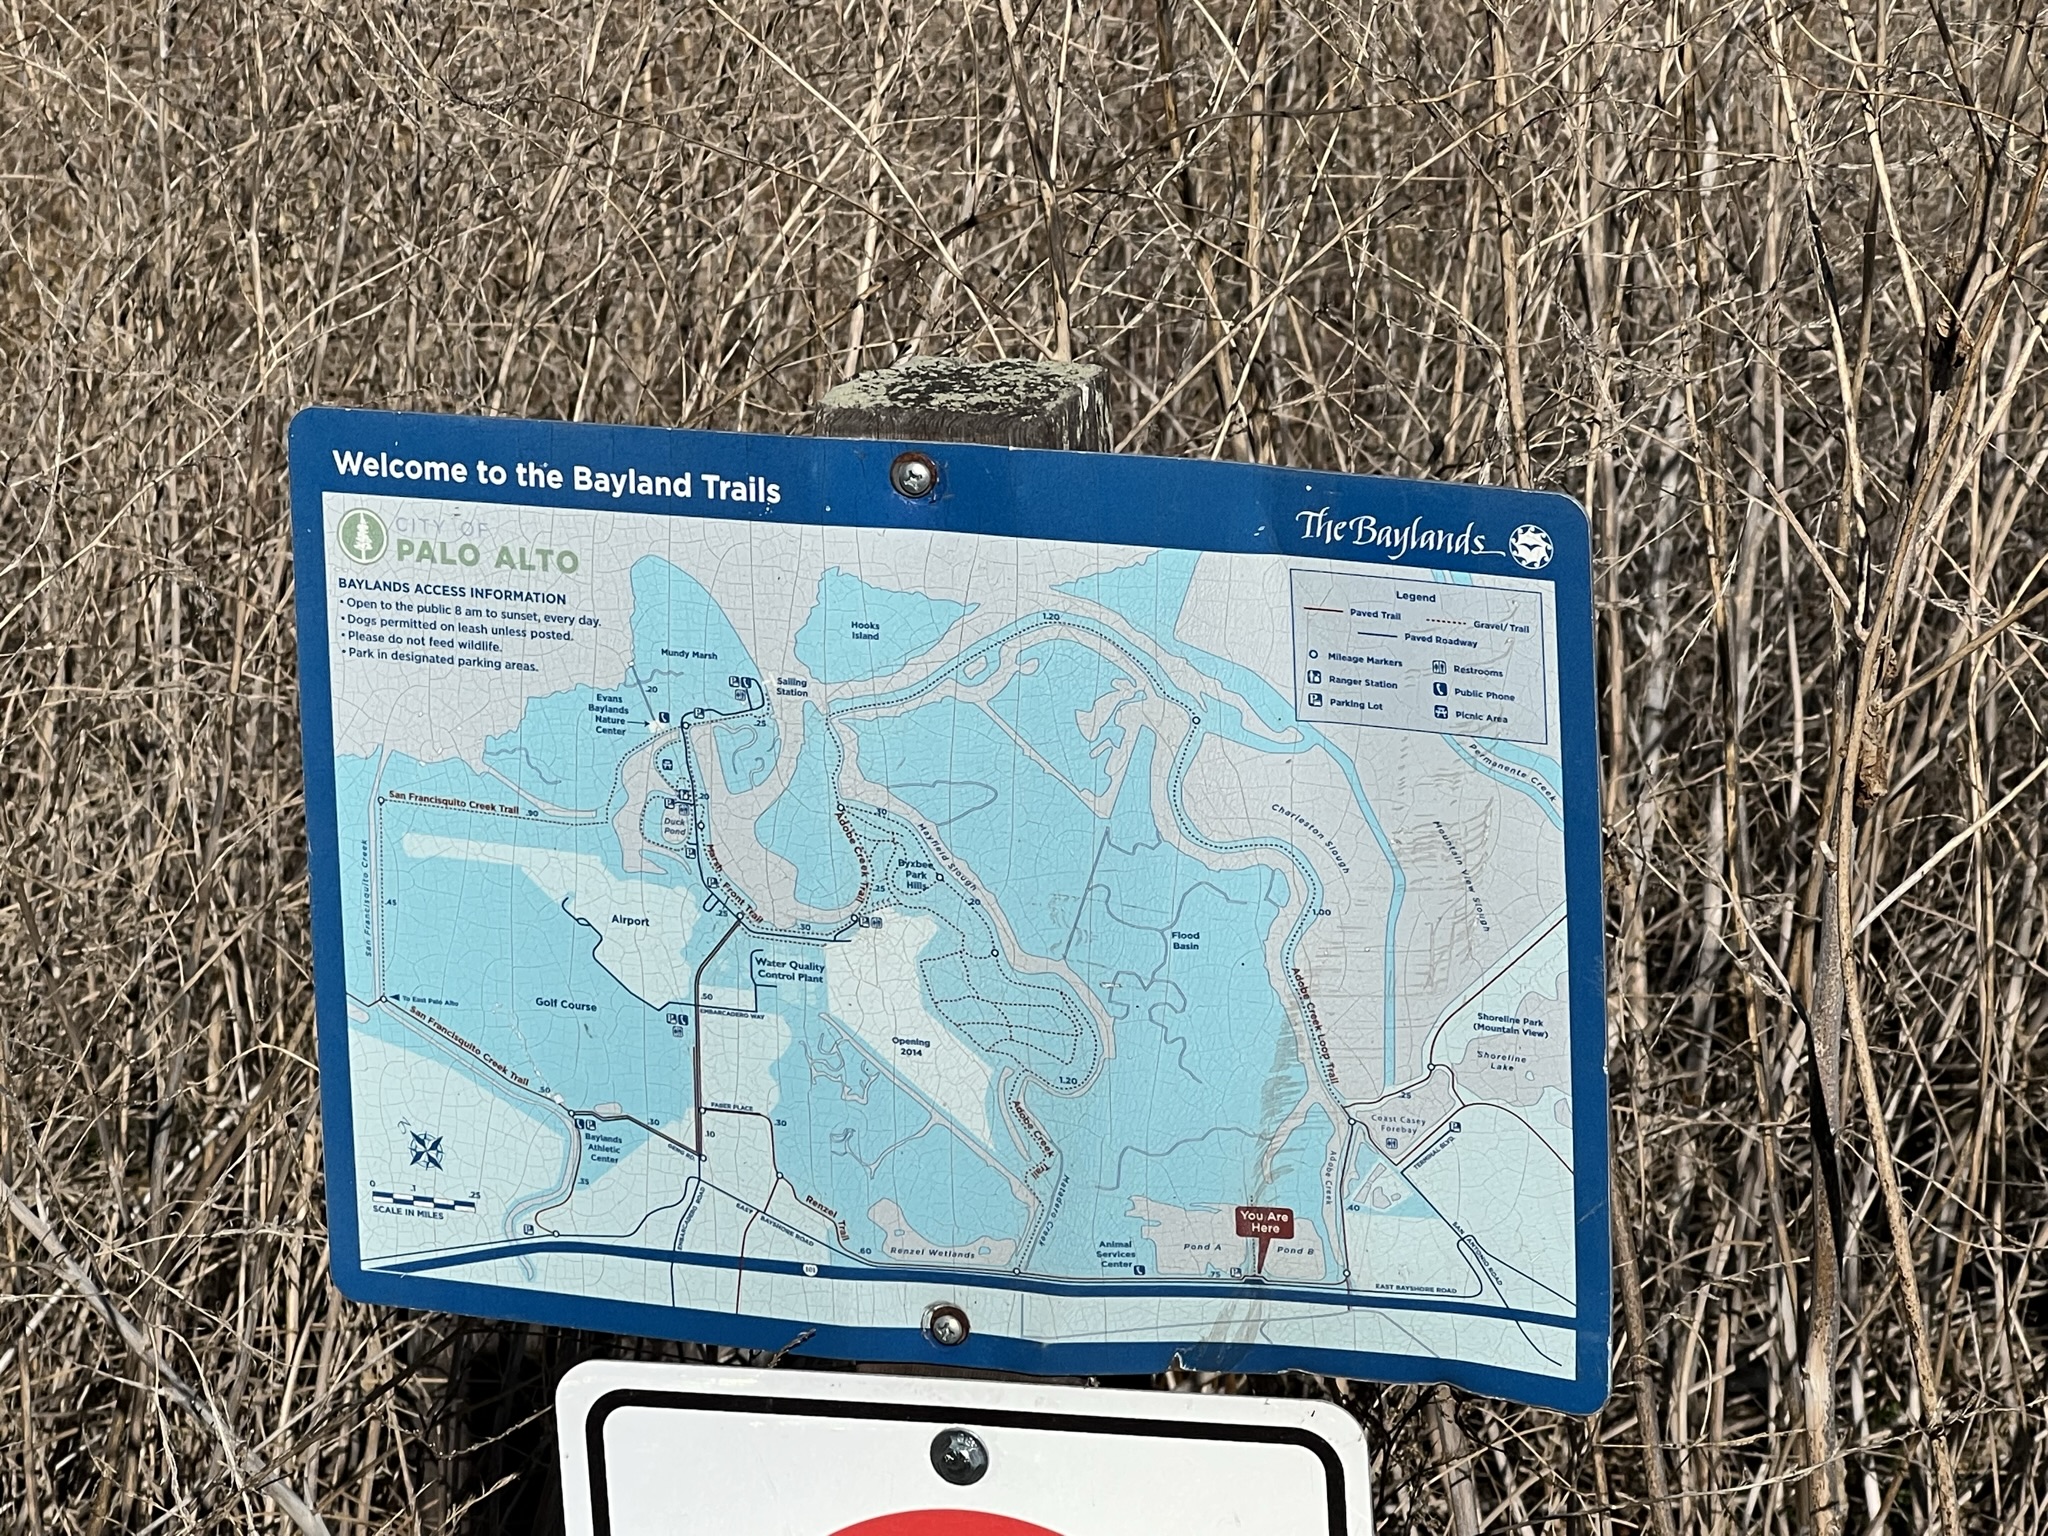 Welcome to the Bayland Trails
The Baylands
CITY OF
PALO ALTO
BAYLANDS ACCESS INFORMATION
• Open to the public 8 am to sunset, every day.
• Dogs permitted on leash unless posted.
• Please do not feed wildlife.
• Park in designated parking areas.
Legend
Paved Trail
Gravel/Trail
Paved Roadway
Mileage Markers
Restrooms
Ranger Station
Public Phone
Parking Lot
Picnic Area
Hooks
Island
1.20
Mundy Marsh
Sailing
Station
.20
Evans
Baylands
Nature
Center
.25
Permanente Creek
San Francisquito Creek Trail
.90
.20
Duck
Pond
Marsh Front Trail
Adobe Creek Trail
.10
Mayfield Slough
Byxbee
Park
Hills
.25
.20
Charleston Slough
Mountain View Slough
San Francisquito Creek
.45
Airport
.25
.30
1.00
Flood
Basin
Water Quality
Control Plant
To East Palo Alto
Golf Course
.50
EMBARCADERO WAY
San Francisquito Creek Trail
Opening
2014
Adobe Creek Loop Trail
Shoreline Park
(Mountain View)
Shoreline
Lake
1.20
.50
FABER PLACE
.30
.10
.30
GENG RD.
Baylands
Athletic
Center
.35
Adobe Creek Trail
Matadero Creek
.25
Coast Casey
Forebay
TERMINAL BLVD.
Adobe Creek
.40
0 .1 .25
SCALE IN MILES
EMBARCADERO ROAD
EAST BAYSHORE ROAD
Renzel Trail
.60
Renzel Wetlands
101
Animal
Services
Center
Pond A
You Are
Here
Pond B
.75
EAST BAYSHORE ROAD
SAN ANTONIO ROAD